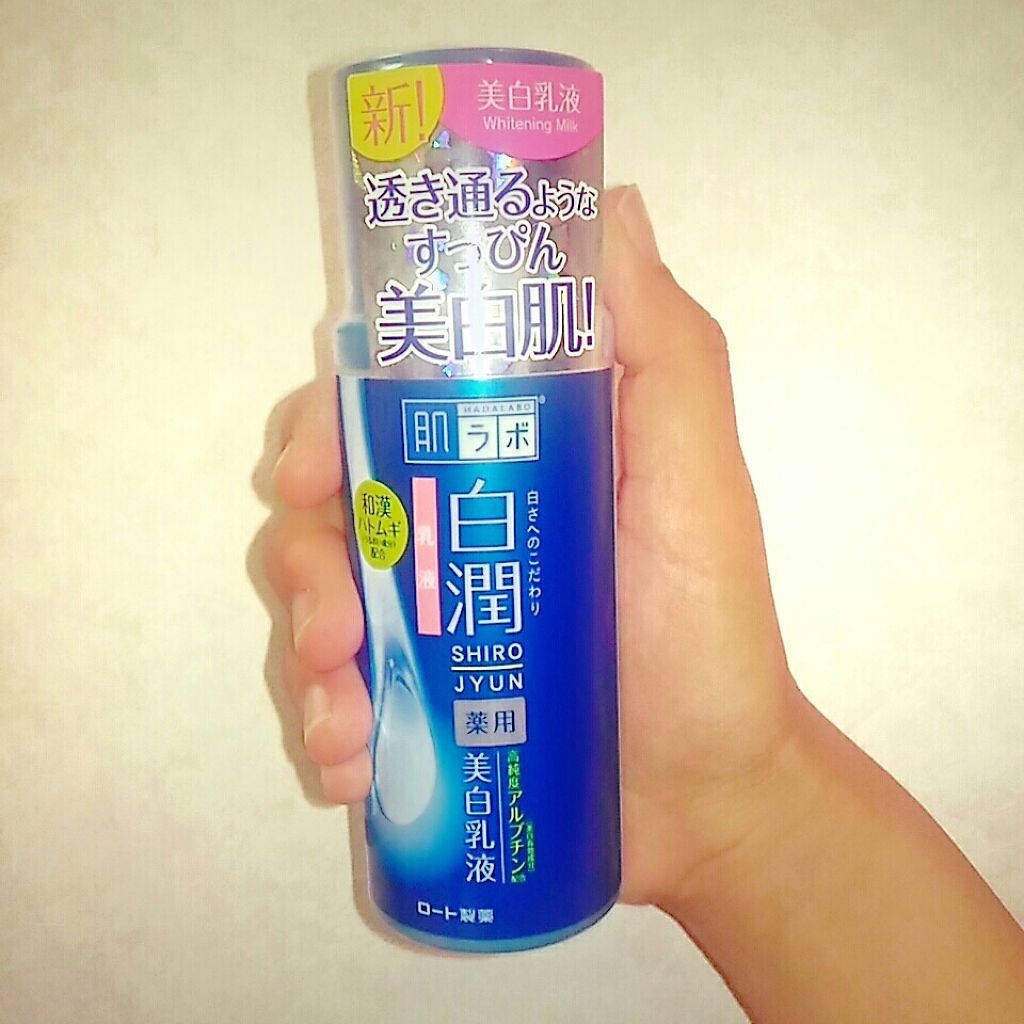 新!
美白乳液
Whitening Milk
透き通るような
すっぴん
美白肌!
HADALABO
肌ラボ®
和漢
ハトムギ
配合
乳液
白潤
白さへのこだわり
SHIRO
JYUN
薬用
美白乳液
高純度アルブチン配合
ロート製薬